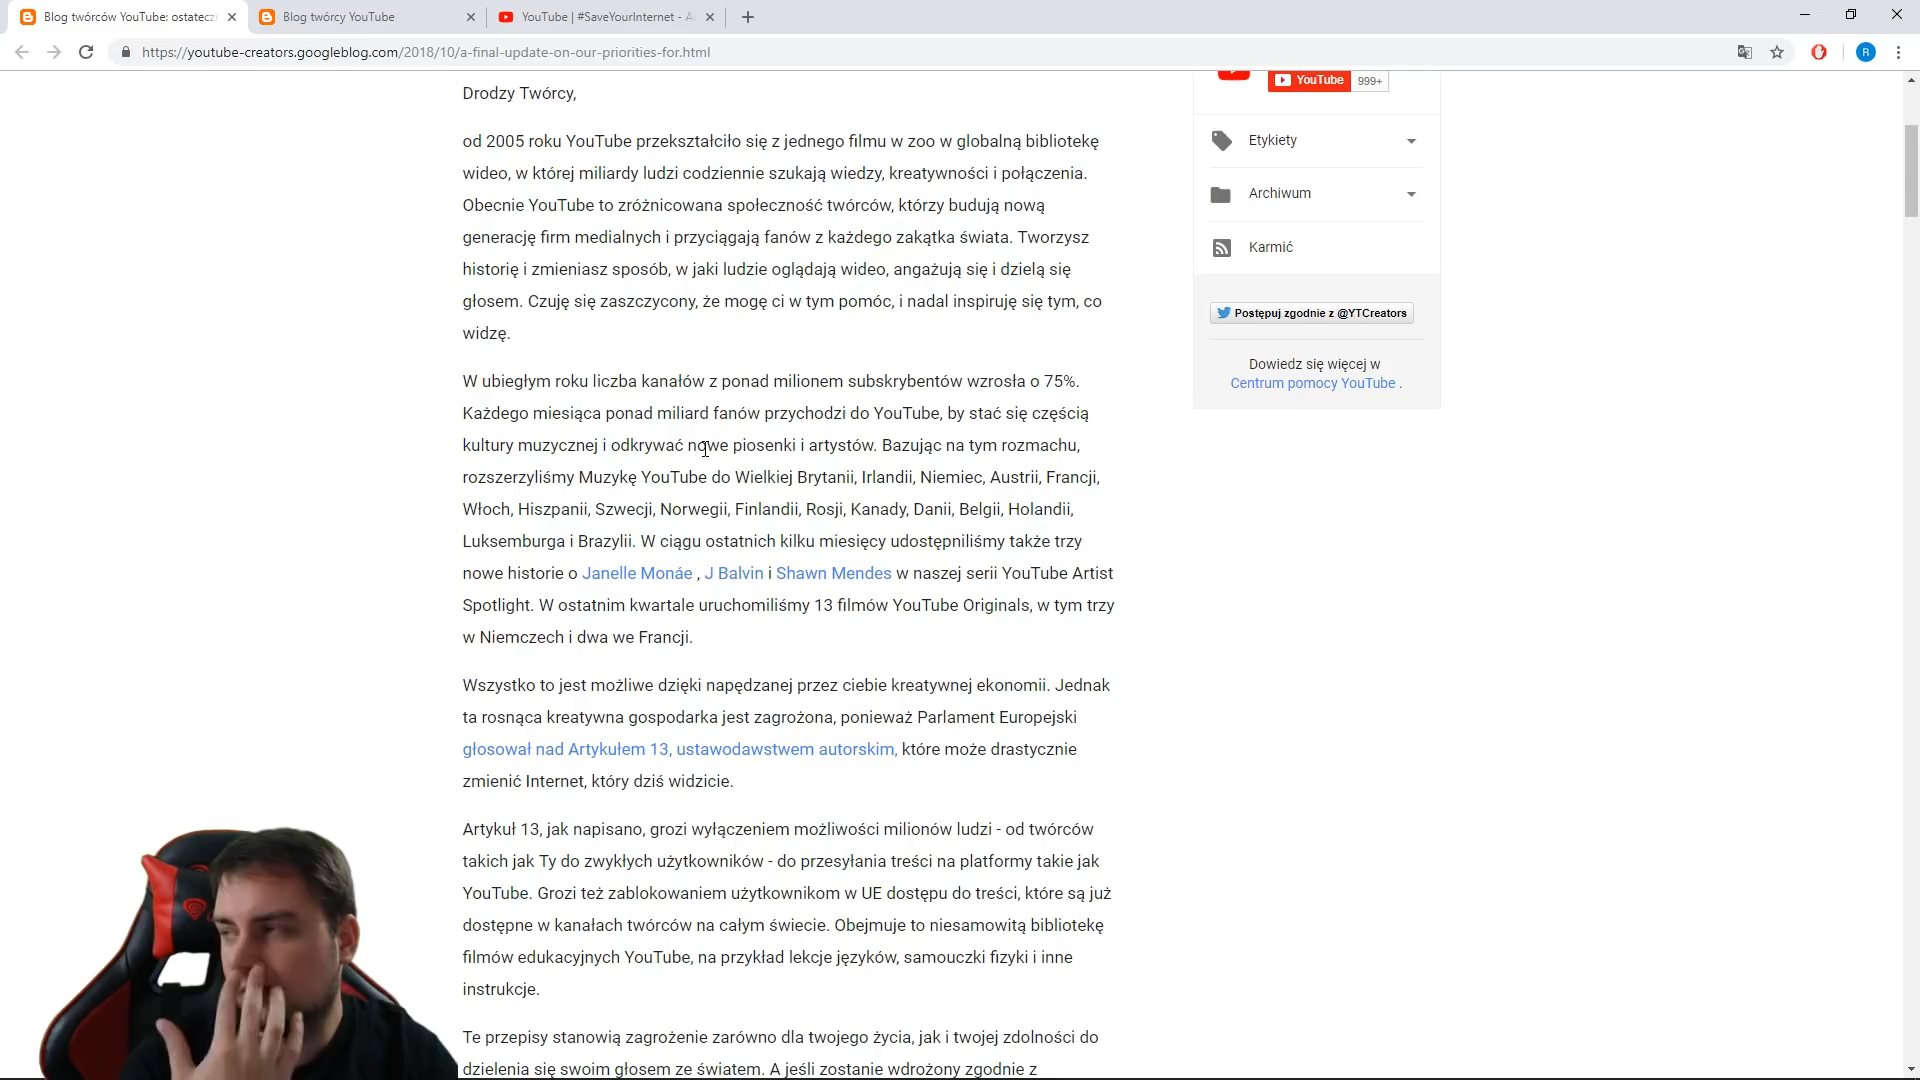 Blog twórców YouTube: ostatecz
Blog twórcy YouTube
YouTube | #SaveYourInternet -
https://youtube-creators.googleblog.com/2018/10/a-final-update-on-our-priorities-for.html
R
Drodzy Twórcy,
od 2005 roku YouTube przekształciło się z jednego filmu w zoo w globalną bibliotekę
wideo, w której miliardy ludzi codziennie szukają wiedzy, kreatywności i połączenia.
Obecnie YouTube to zróżnicowana społeczność twórców, którzy budują nową
generację firm medialnych i przyciągają fanów z każdego zakątka świata. Tworzysz
historię i zmieniasz sposób, w jaki ludzie oglądają wideo, angażują się i dzielą się
głosem. Czuję się zaszczycony, że mogę ci w tym pomóc, i nadal inspiruję się tym, co
widzę.
W ubiegłym roku liczba kanałów z ponad milionem subskrybentów wzrosła o 75%.
Każdego miesiąca ponad miliard fanów przychodzi do YouTube, by stać się częścią
kultury muzycznej i odkrywać nowe piosenki i artystów. Bazując na tym rozmachu,
rozszerzyliśmy Muzykę YouTube do Wielkiej Brytanii, Irlandii, Niemiec, Austrii, Francji,
Włoch, Hiszpanii, Szwecji, Norwegii, Finlandii, Rosji, Kanady, Danii, Belgii, Holandii,
Luksemburga i Brazylii. W ciągu ostatnich kilku miesięcy udostępniliśmy także trzy
nowe historie o Janelle Monáe , J Balvin i Shawn Mendes w naszej serii YouTube Artist
Spotlight. W ostatnim kwartale uruchomiliśmy 13 filmów YouTube Originals, w tym trzy
w Niemczech i dwa we Francji.
Wszystko to jest możliwe dzięki napędzanej przez ciebie kreatywnej ekonomii. Jednak
ta rosnąca kreatywna gospodarka jest zagrożona, ponieważ Parlament Europejski
głosował nad Artykułem 13, ustawodawstwem autorskim, które może drastycznie
zmienić Internet, który dziś widzicie.
Artykuł 13, jak napisano, grozi wyłączeniem możliwości milionów ludzi - od twórców
takich jak Ty do zwykłych użytkowników - do przesyłania treści na platformy takie jak
YouTube. Grozi też zablokowaniem użytkownikom w UE dostępu do treści, które są już
dostępne w kanałach twórców na całym świecie. Obejmuje to niesamowitą bibliotekę
filmów edukacyjnych YouTube, na przykład lekcje języków, samouczki fizyki i inne
instrukcje.
Te przepisy stanowią zagrożenie zarówno dla twojego życia, jak i twojej zdolności do
dzielenia się swoim głosem ze światem. A jeśli zostanie wdrożony zgodnie z
YouTube 999+
Etykiety
Archiwum
Karmić
Postępuj zgodnie z @YTCreators
Dowiedz się więcej w
Centrum pomocy YouTube .